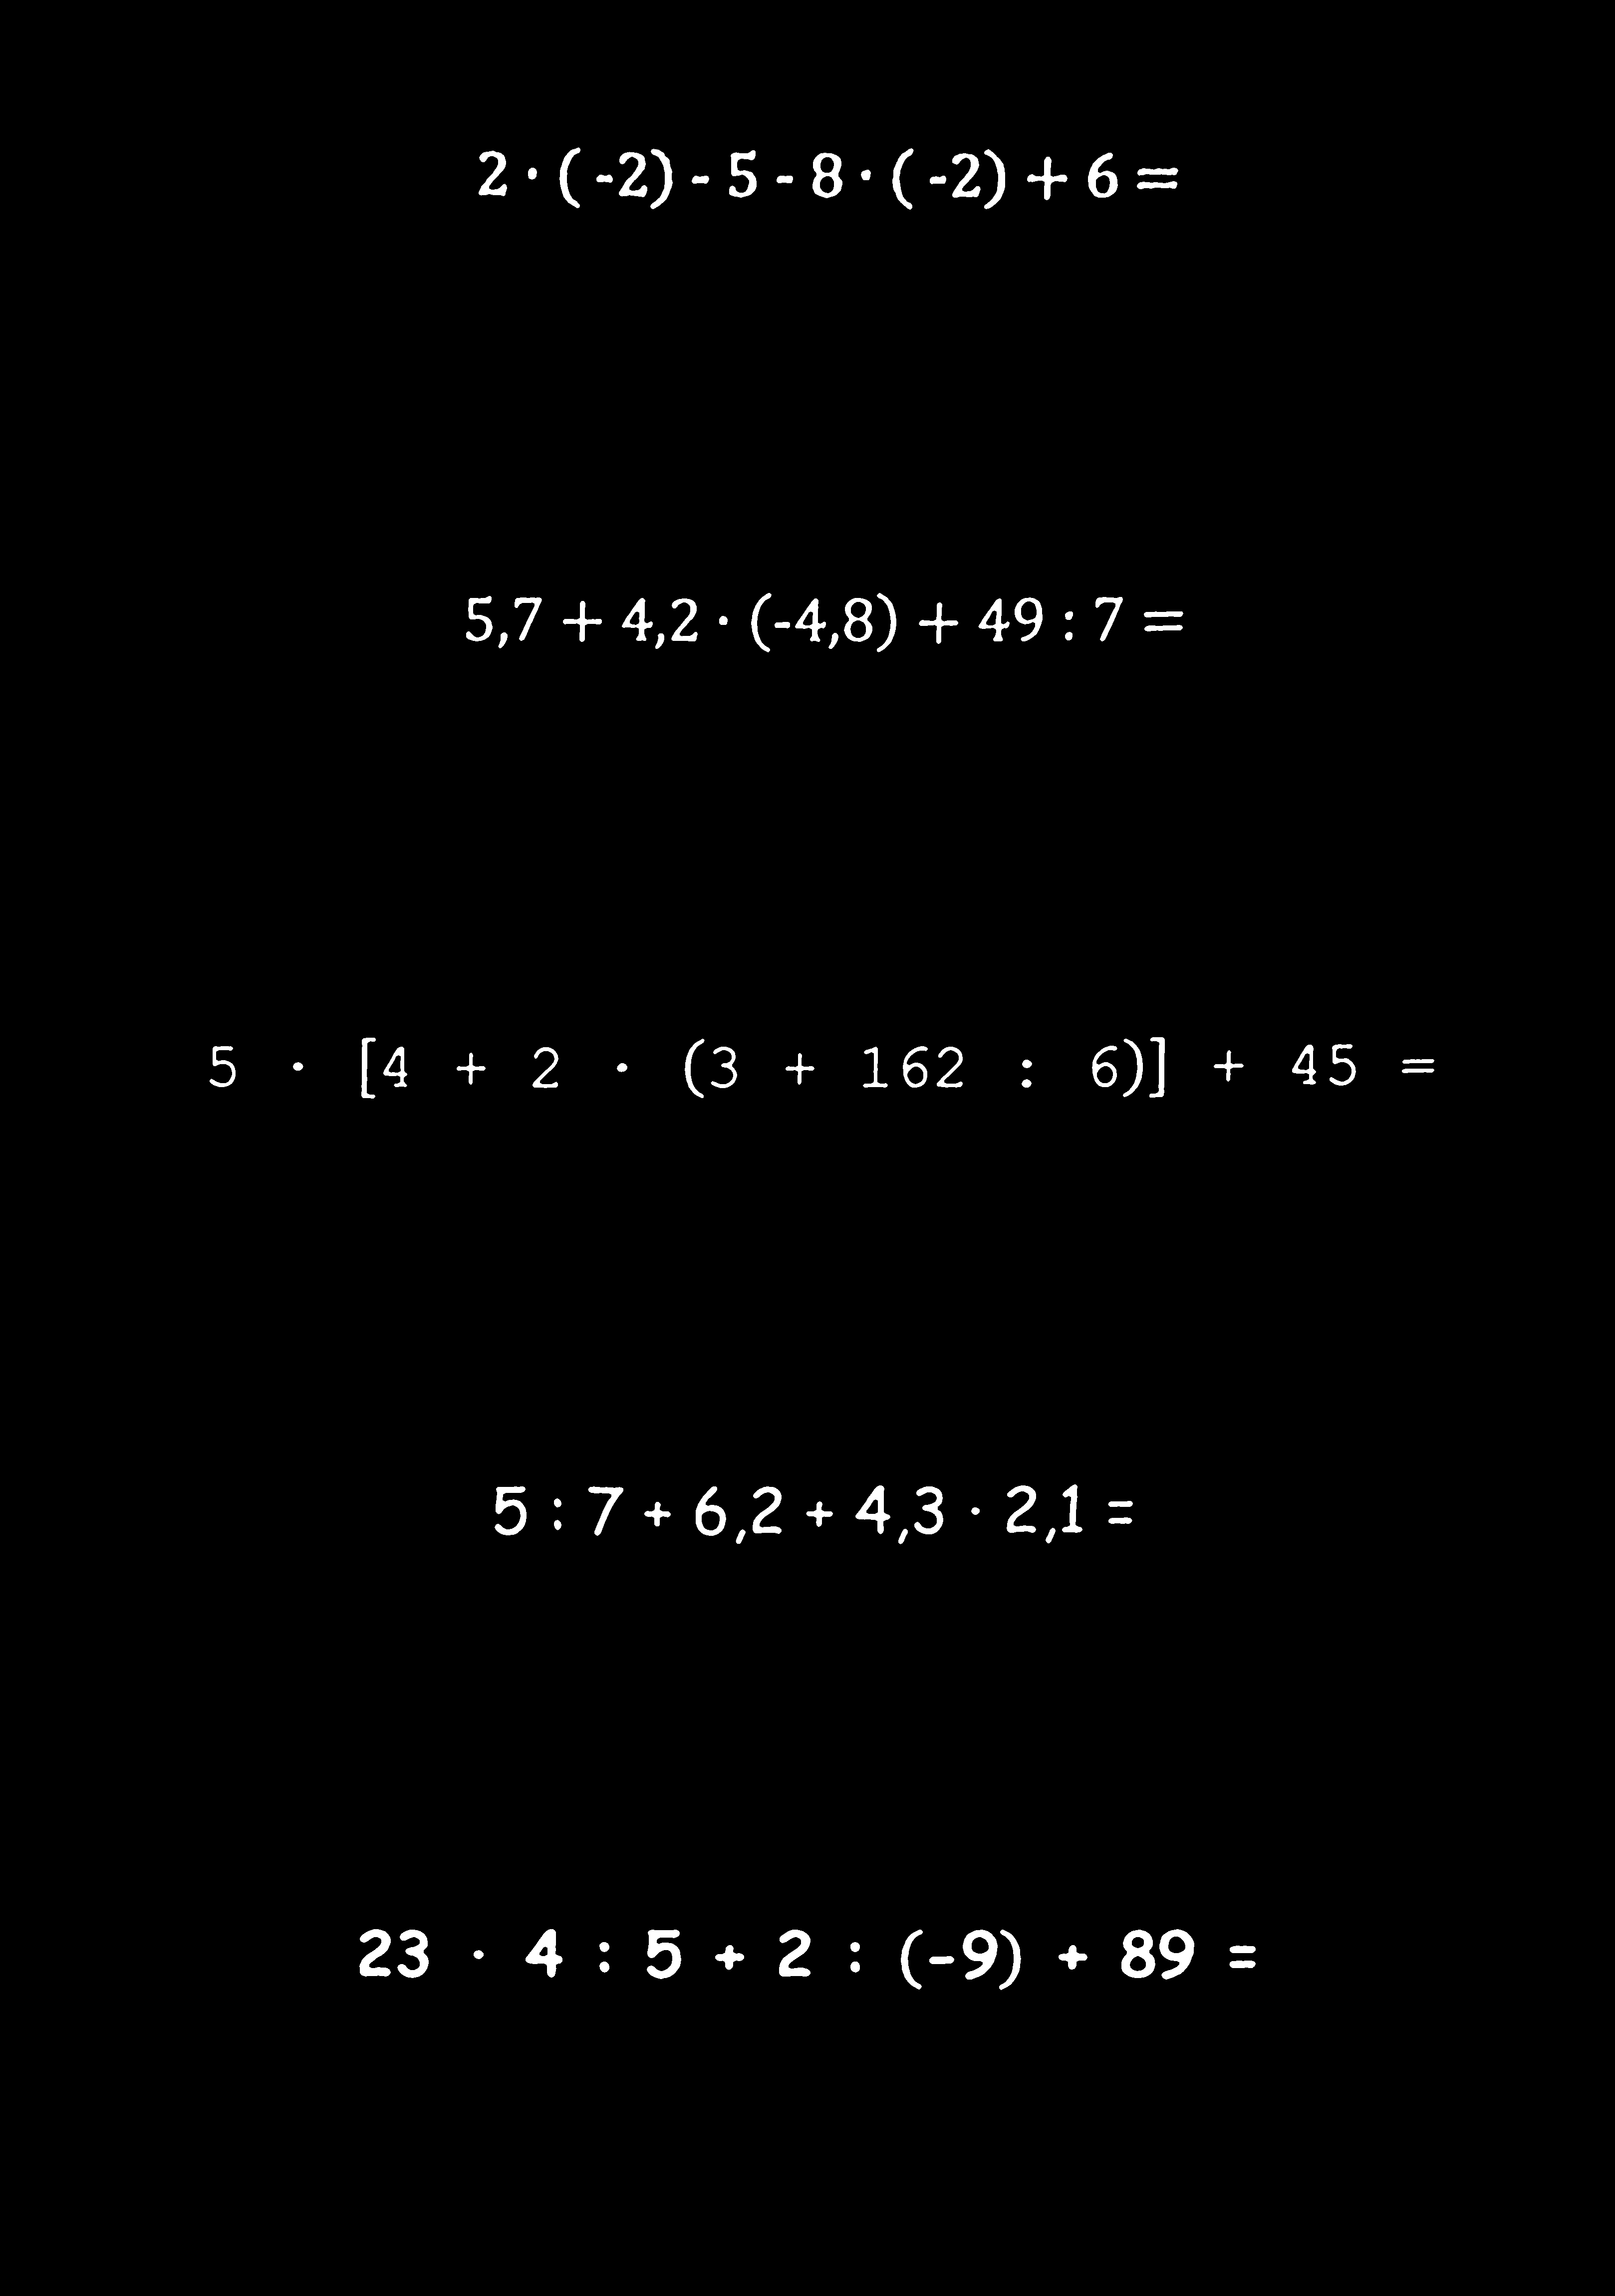 2 · (-2) - 5 - 8 · (-2) + 6 =
5,7 + 4,2 · (-4,8) + 49 : 7 =
5 · [4 + 2 · (3 + 162 : 6)] + 45 =
5 : 7 + 6,2 + 4,3 · 2,1 =
23 · 4 : 5 + 2 : (-9) + 89 =